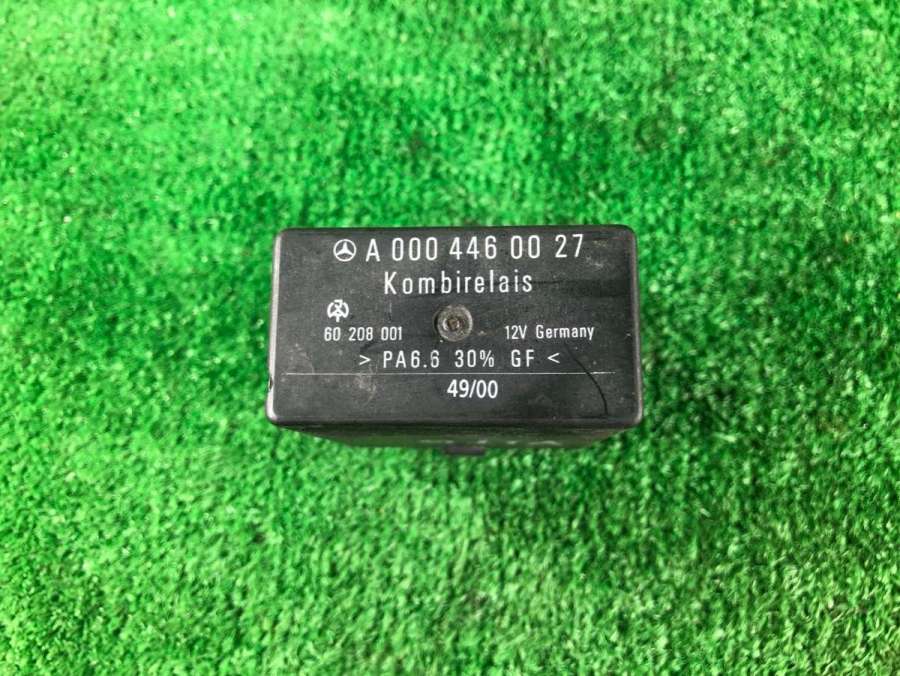 A 000 446 00 27
Kombirelais
60 208 001 12V Germany
> PA6.6 30% GF <
49/00